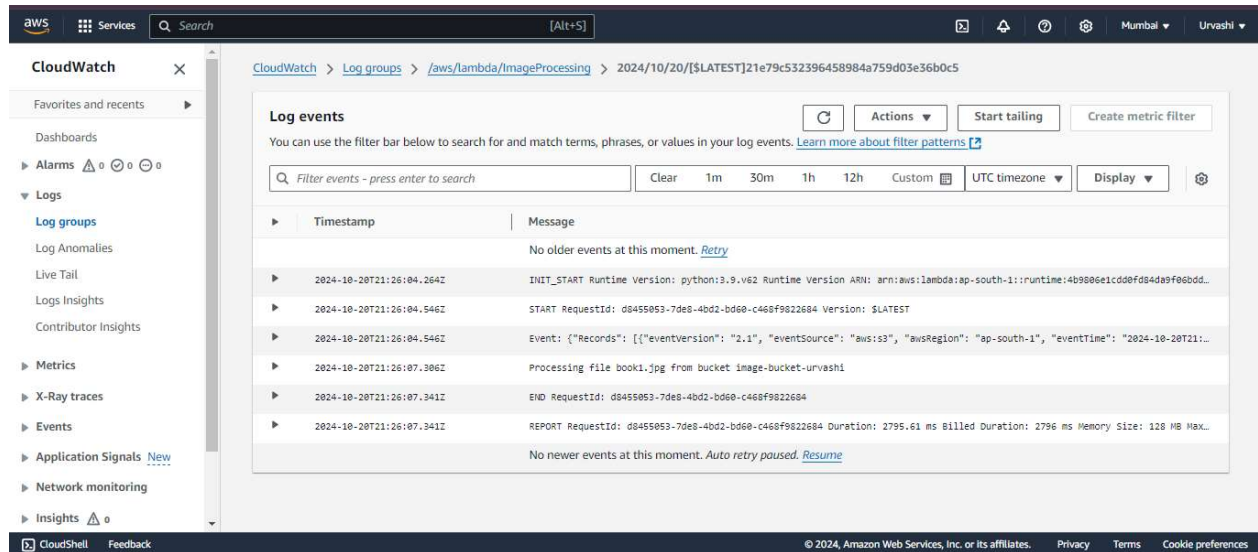 aws Services Search [Alt+S] Mumbai Urvashi
CloudWatch
Favorites and recents
Dashboards
Alarms 0 0 0
Logs
Log groups
Log Anomalies
Live Tail
Logs Insights
Contributor Insights
Metrics
X-Ray traces
Events
Application Signals New
Network monitoring
Insights 0
CloudWatch > Log groups > /aws/lambda/ImageProcessing > 2024/10/20/[$LATEST]21e79c532396458984a759d03e36b0c5
Log events
Actions Start tailing Create metric filter
You can use the filter bar below to search for and match terms, phrases, or values in your log events. Learn more about filter patterns
Filter events - press enter to search Clear 1m 30m 1h 12h Custom UTC timezone Display
Timestamp Message
No older events at this moment. Retry
2024-10-20T21:26:04.264Z INIT_START Runtime Version: python:3.9.v62 Runtime Version ARN: arn:aws:lambda:ap-south-1::runtime:4b9806e1cdd0fd84da9f06bdd…
2024-10-20T21:26:04.546Z START RequestId: d8455053-7de8-4bd2-bd60-c468f9822684 Version: $LATEST
2024-10-20T21:26:04.546Z Event: {"Records": [{"eventVersion": "2.1", "eventSource": "aws:s3", "awsRegion": "ap-south-1", "eventTime": "2024-10-20T21:…
2024-10-20T21:26:07.306Z Processing file book1.jpg from bucket image-bucket-urvashi
2024-10-20T21:26:07.341Z END RequestId: d8455053-7de8-4bd2-bd60-c468f9822684
2024-10-20T21:26:07.341Z REPORT RequestId: d8455053-7de8-4bd2-bd60-c468f9822684 Duration: 2795.61 ms Billed Duration: 2796 ms Memory Size: 128 MB Max…
No newer events at this moment. Auto retry paused. Resume
CloudShell Feedback © 2024, Amazon Web Services, Inc. or its affiliates. Privacy Terms Cookie preferences